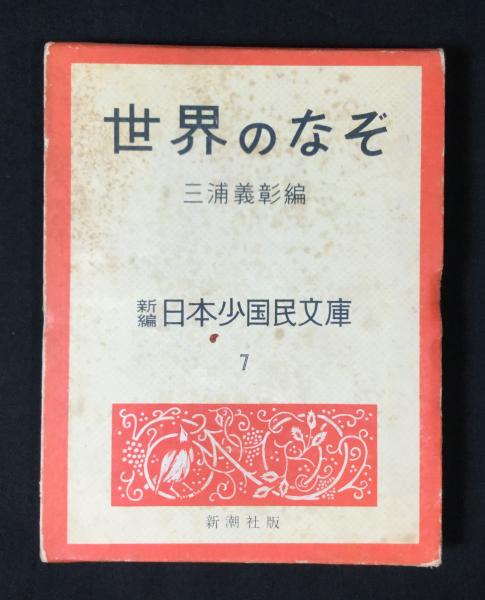 世界のなぞ
三浦義彰編
新編 日本少国民文庫
7
新潮社版